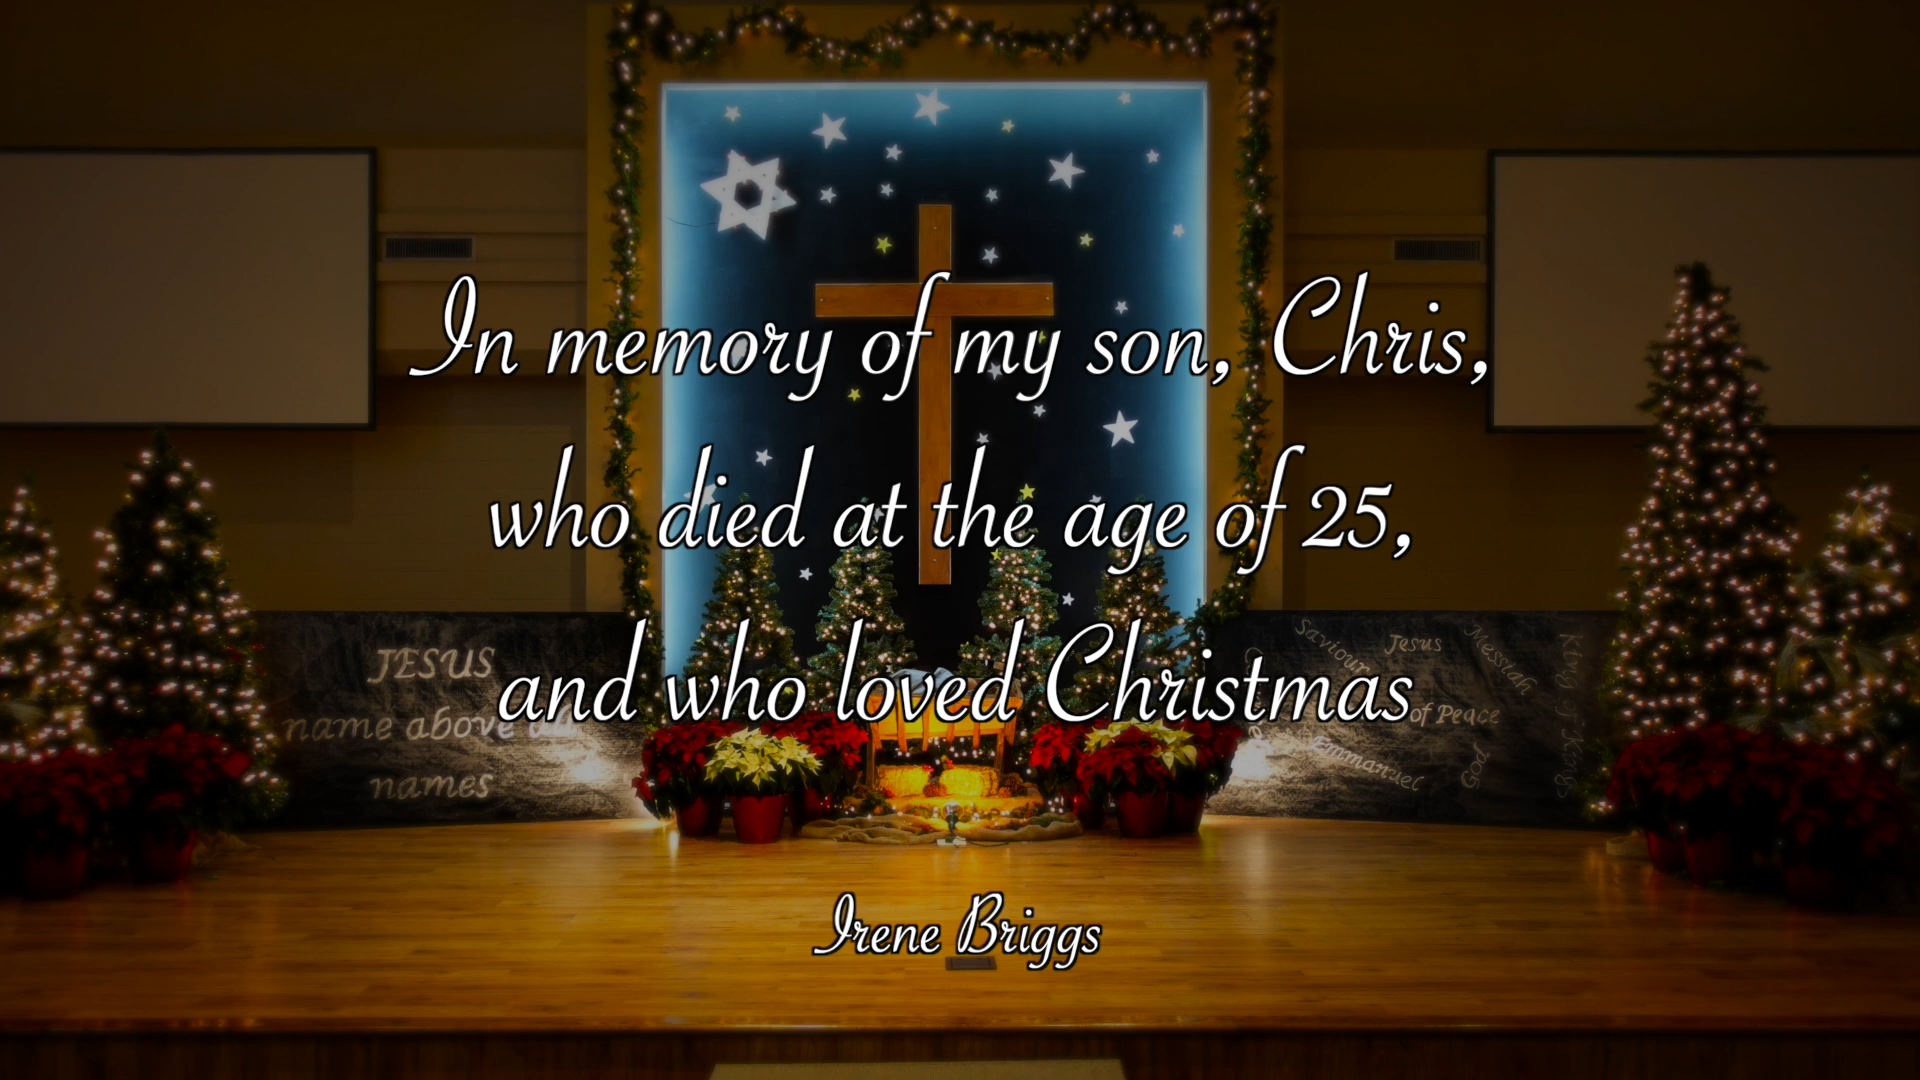 In memory of my son, Chris,
who died at the age of 25,
and who loved Christmas
Irene Briggs
JESUS
name above
names
Saviour
Jesus
Messiah
of Peace
Emmanuel
God